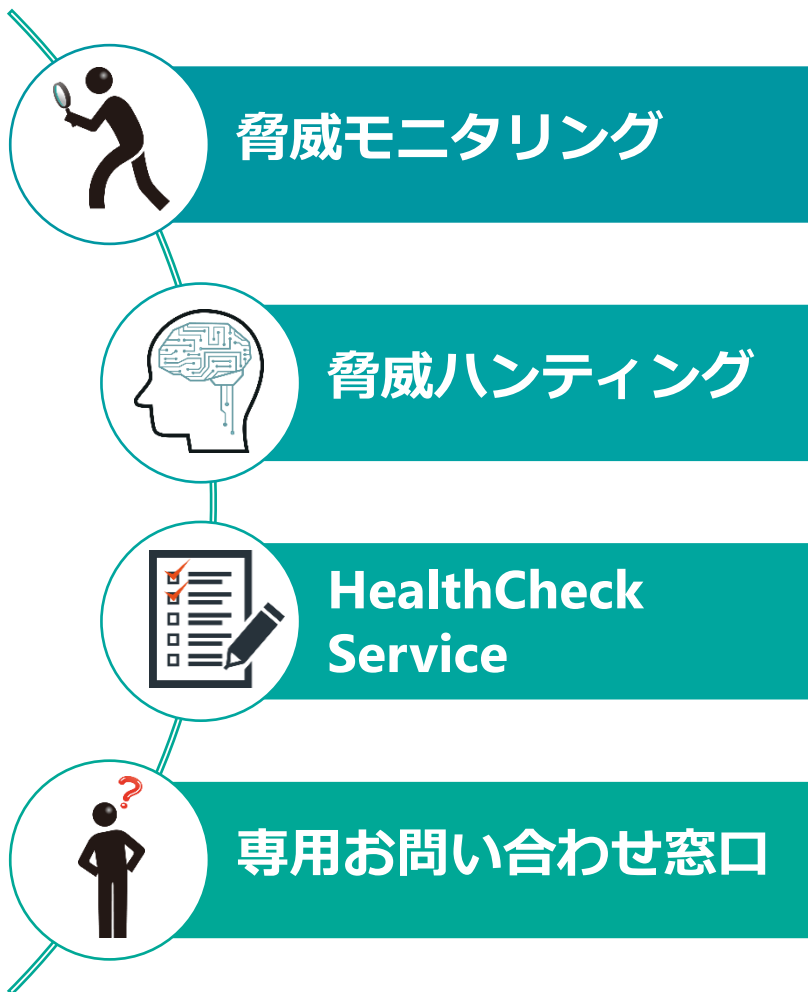 脅威モニタリング
脅威ハンティング
HealthCheck
Service
?
専用お問い合わせ窓口